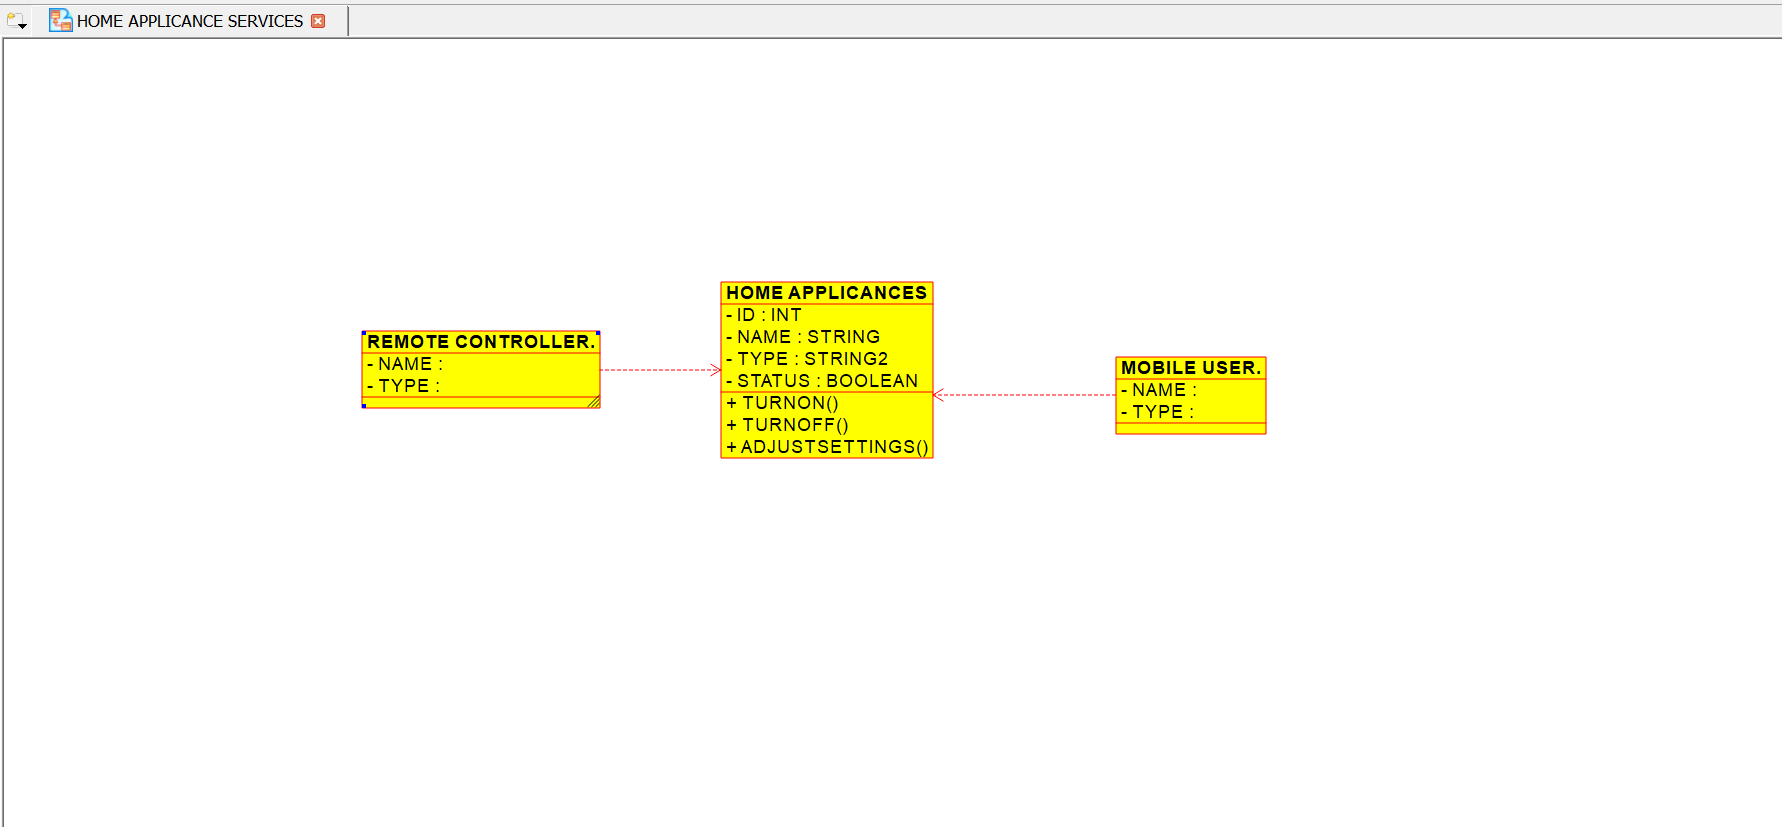 HOME APPLICANCE SERVICES
REMOTE CONTROLLER.
- NAME :
- TYPE :
HOME APPLICANCES
- ID : INT
- NAME : STRING
- TYPE : STRING2
- STATUS : BOOLEAN
+ TURNON()
+ TURNOFF()
+ ADJUSTSETTINGS()
MOBILE USER.
- NAME :
- TYPE :